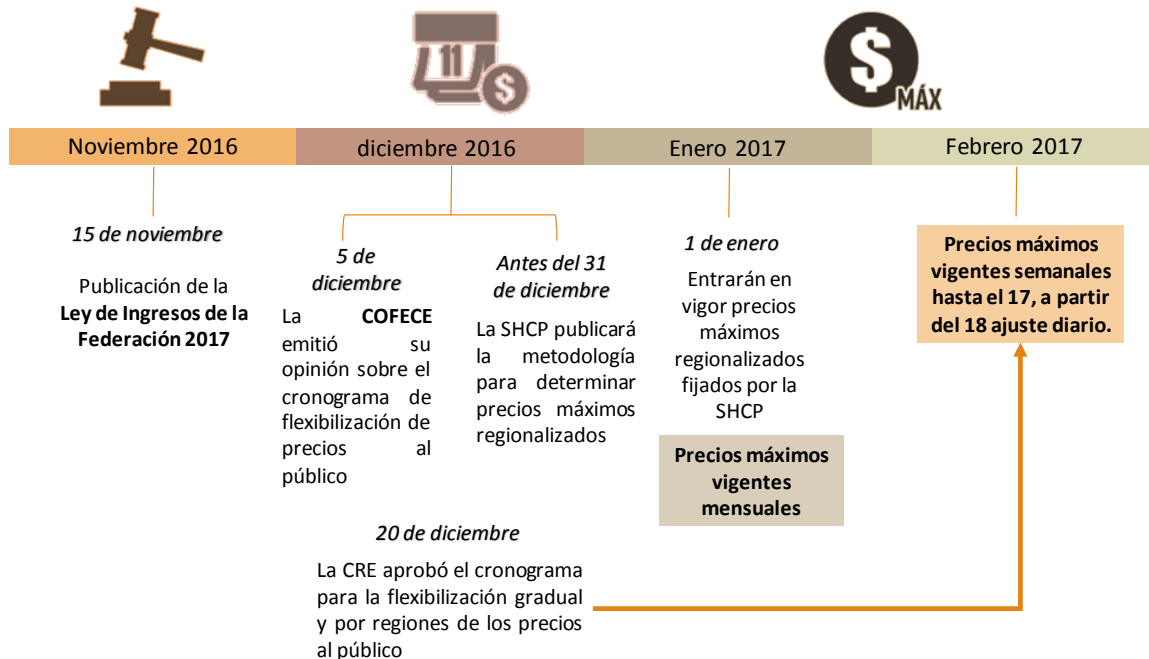 11
$
$
MÁX
Noviembre 2016
diciembre 2016
Enero 2017
Febrero 2017
15 de noviembre
Publicación de la
Ley de Ingresos de la
Federación 2017
5 de
diciembre
La COFECE
emitió su
opinión sobre el
cronograma de
flexibilización de
precios al
público
Antes del 31
de diciembre
La SHCP publicará
la metodología
para determinar
precios máximos
regionalizados
20 de diciembre
La CRE aprobó el cronograma
para la flexibilización gradual
y por regiones de los precios
al público
1 de enero
Entrarán en
vigor precios
máximos
regionalizados
fijados por la
SHCP
Precios máximos
vigentes
mensuales
Precios máximos
vigentes semanales
hasta el 17, a partir
del 18 ajuste diario.